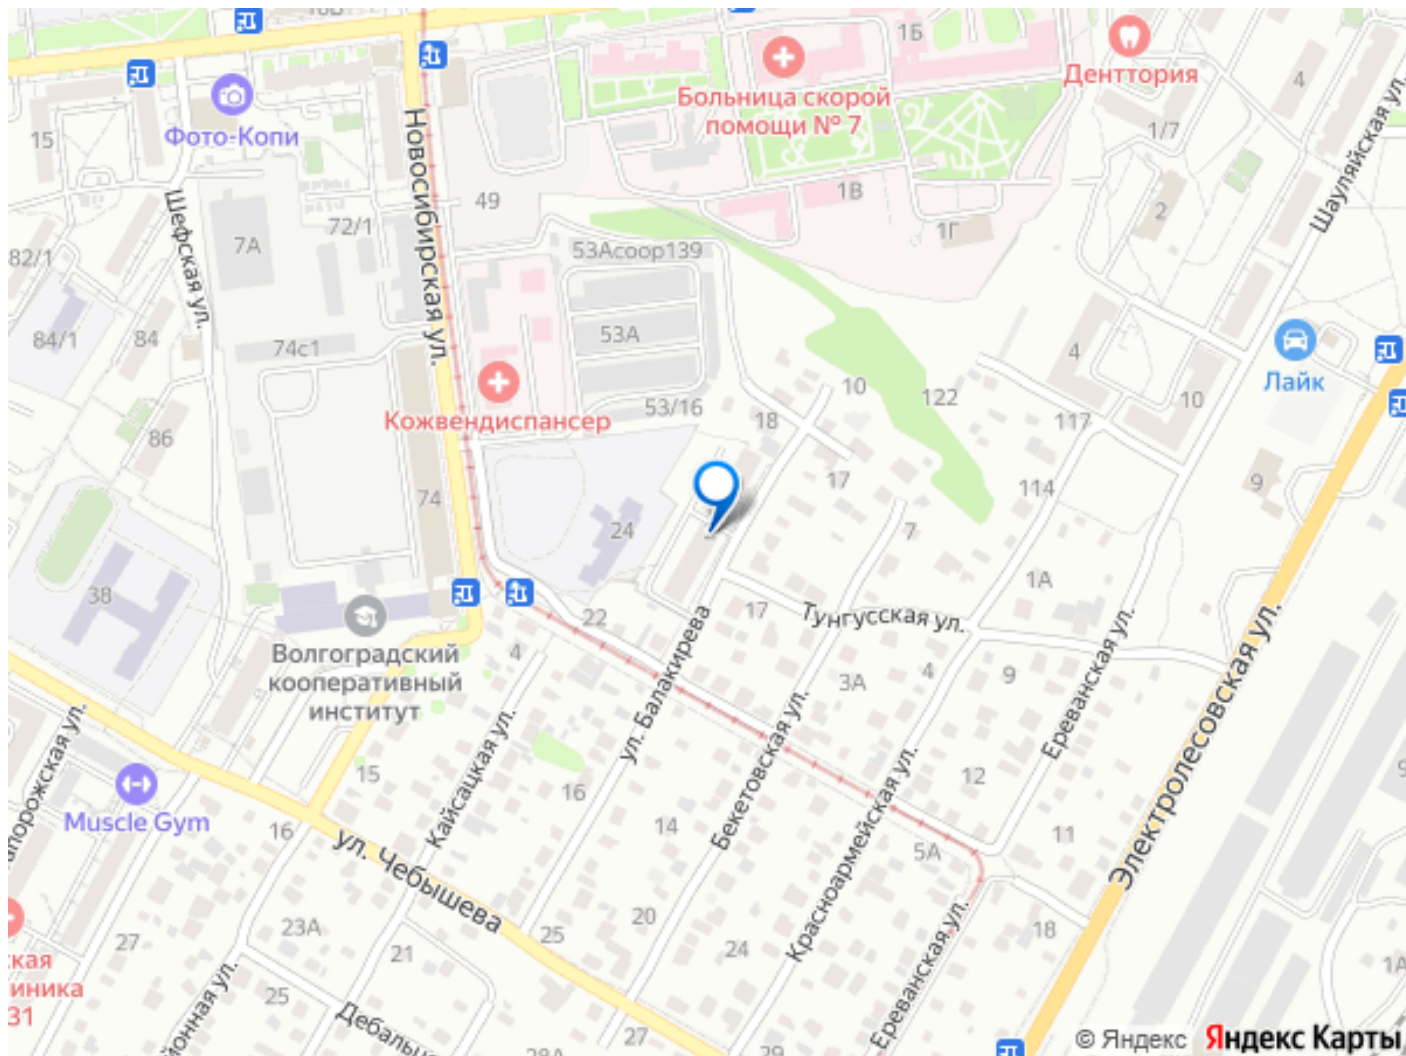 1Б
Денттория
4
Больница скорой
помощи № 7
15
Фото-Копи
1/7
Шауляйская ул.
Новосибирская ул.
Шефская ул.
49
1В
2
72/1
7А
1Г
82/1
53Асоор139
84/1
84
74с1
53А
4
Лайк
10
122
10
Кожвендиспансер
53/16
18
117
86
17
9
74
114
24
7
38
1А
22
17
Тунгусская ул.
Волгоградский
кооперативный
институт
4
ул. Балакирева
3А
4
9
Ереванская ул.
Электролесовская ул.
Кайсацкая ул.
Бекетовская ул.
15
12
16
Muscle Gym
16
14
11
ул. Чебышева
5А
Красноармейская ул.
20
23А
25
24
18
27
21
Ереванская ул.
25
1А
31
27
© Яндекс
Яндекс Карты